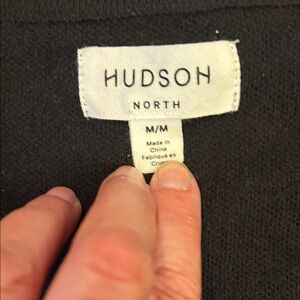 HUDSON
NORTH
M/M
Made in
China
Fabriqué en
Chine